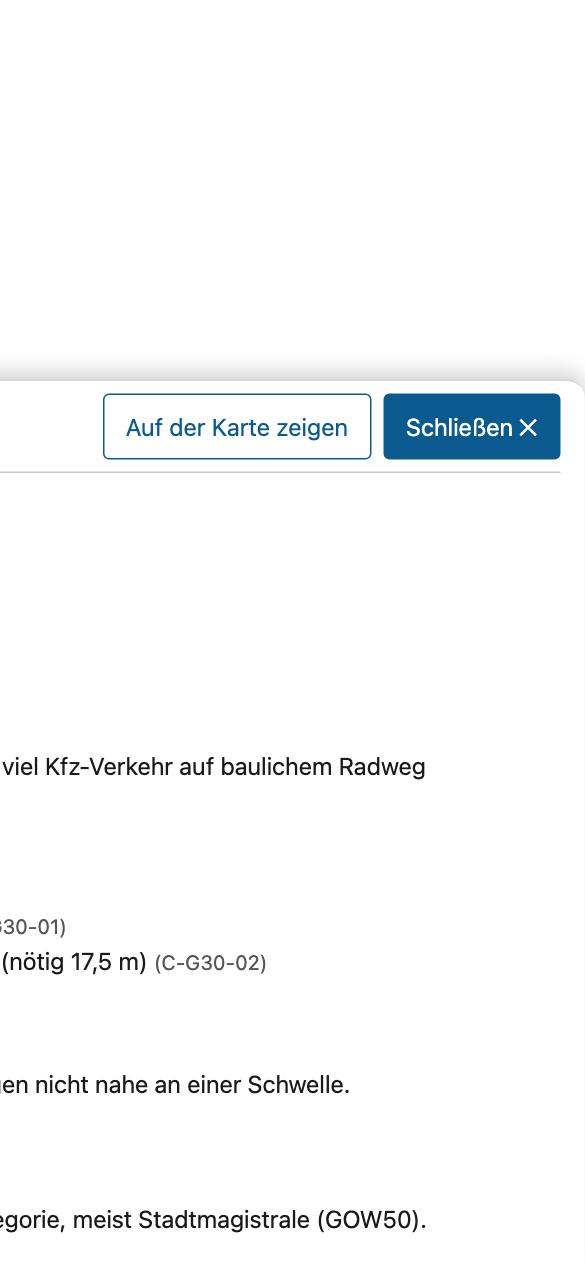 Auf der Karte zeigen
Schließen ×
viel Kfz-Verkehr auf baulichem Radweg
G30-01)
(nötig 17,5 m) (C-G30-02)
en nicht nahe an einer Schwelle.
egorie, meist Stadtmagistrale (GOW50).